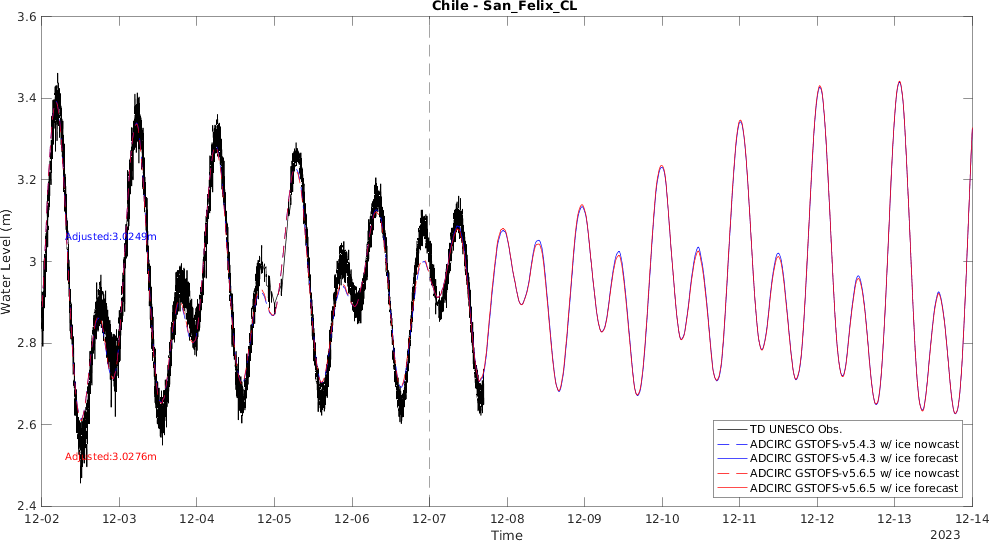 Chile - San_Felix_CL
3.6
3.4
3.2
3
2.8
2.6
2.4
Water Level (m)
Adjusted:3.0249m
Adjusted:3.0276m
TD UNESCO Obs.
ADCIRC GSTOFS-v5.4.3 w/ ice nowcast
ADCIRC GSTOFS-v5.4.3 w/ ice forecast
ADCIRC GSTOFS-v5.6.5 w/ ice nowcast
ADCIRC GSTOFS-v5.6.5 w/ ice forecast
12-02 12-03 12-04 12-05 12-06 12-07 12-08 12-09 12-10 12-11 12-12 12-13 12-14
Time
2023